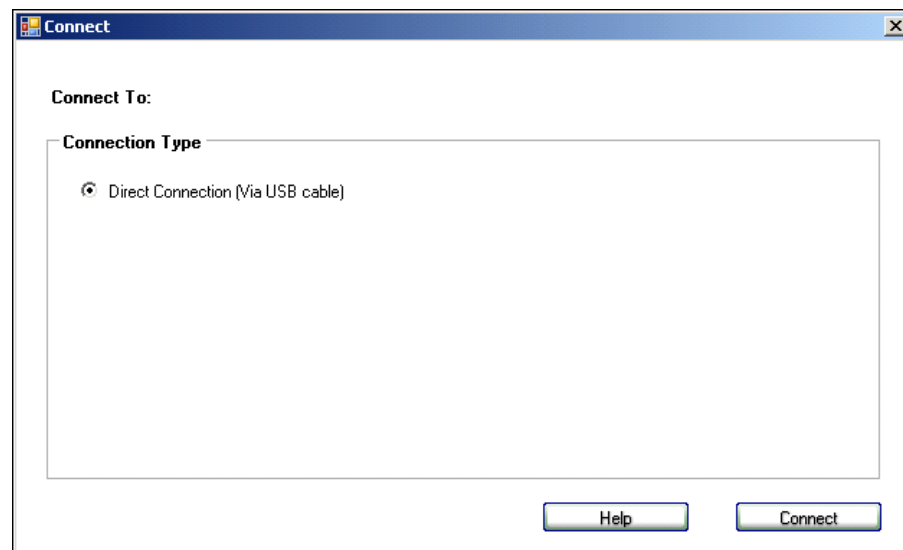 Connect
Connect To:
Connection Type
Direct Connection (Via USB cable)
Help
Connect